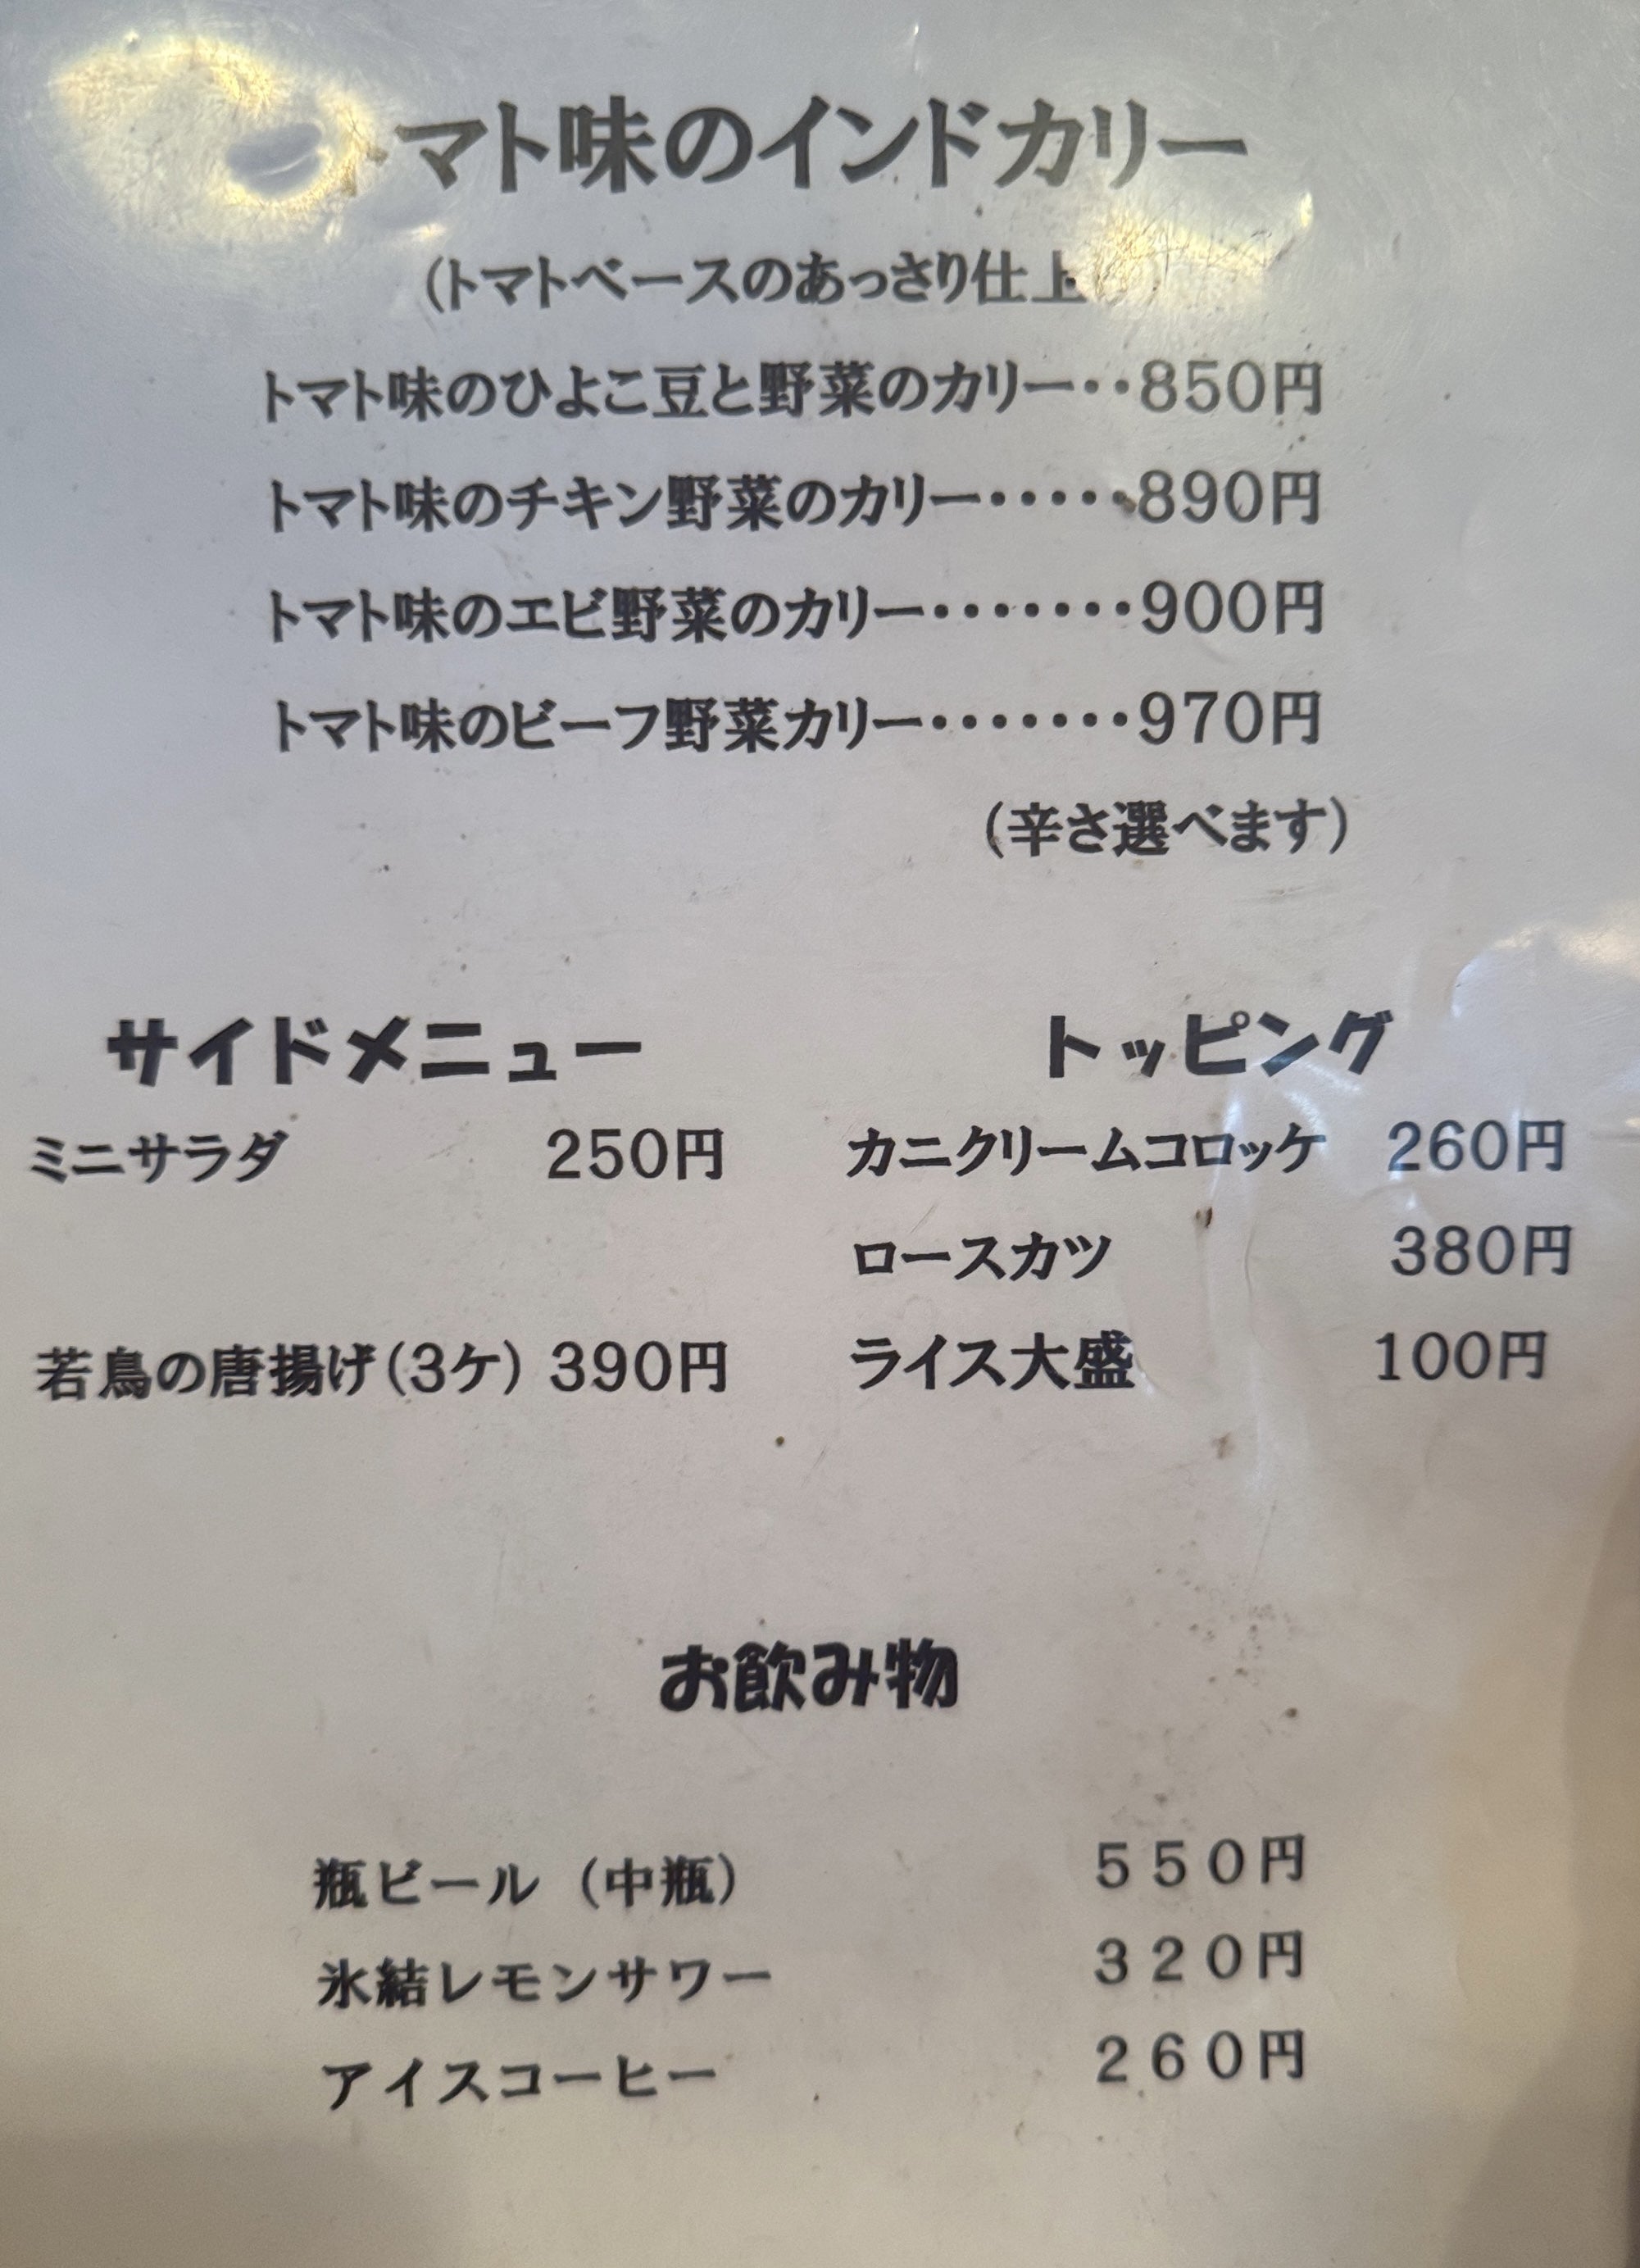 マト味のインドカリー
(トマトベースのあっさり仕上
トマト味のひよこ豆と野菜のカリー‥850円
トマト味のチキン野菜のカリー‥‥・890円
トマト味のエビ野菜のカリー‥‥‥・900円
トマト味のビーフ野菜カリー‥‥‥・970円
(辛さ選べます)
サイドメニュー
ミニサラダ 250円
若鳥の唐揚げ(3ケ) 390円
トッピング
カニクリームコロッケ 260円
ロースカツ 380円
ライス大盛 100円
お飲み物
瓶ビール (中瓶) 550円
氷結レモンサワー 320円
アイスコーヒー 260円